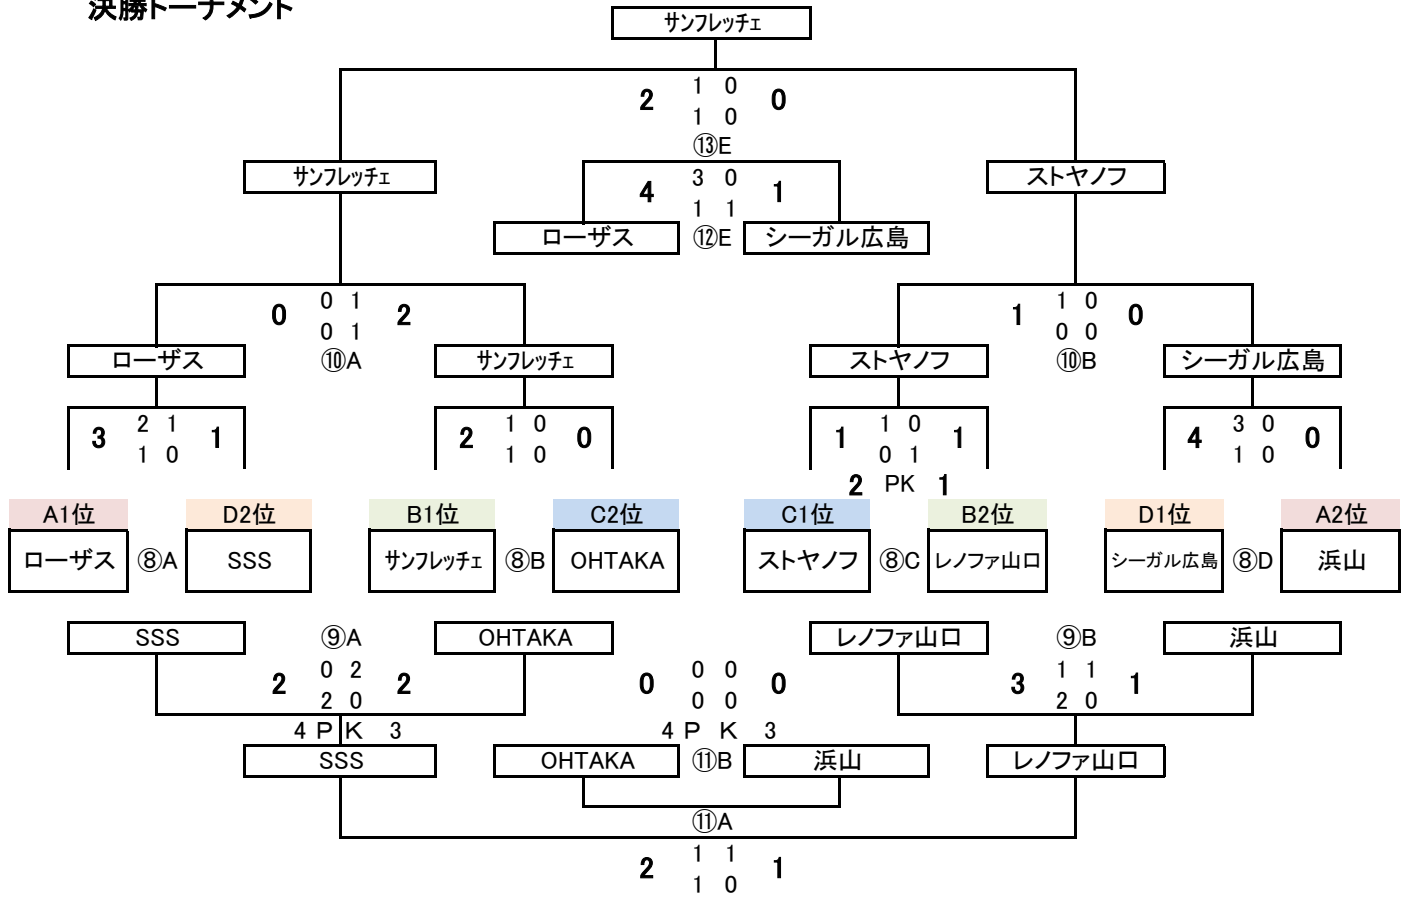 決勝トーナメント
サンフレッチェ
2 1 0 0
1 0
⑬E
サンフレッチェ 4 3 0 1 ストヤノフ
1 1
ローザス ⑫E シーガル広島
0 0 1 2 1 1 0 0
0 1 0 0
ローザス ⑩A サンフレッチェ ストヤノフ ⑩B シーガル広島
3 2 1 1 2 1 0 0 1 1 0 1 4 3 0 0
1 0 1 0 0 1 1 0
2 PK 1
A1位 D2位 B1位 C2位 C1位 B2位 D1位 A2位
ローザス ⑧A SSS サンフレッチェ ⑧B OHTAKA ストヤノフ ⑧C レノファ山口 シーガル広島 ⑧D 浜山
SSS ⑨A OHTAKA レノファ山口 ⑨B 浜山
2 0 2 2 0 0 0 0 3 1 1 1
2 0 0 0 2 0
4 P K 3 4 P K 3
SSS OHTAKA ⑪B 浜山 レノファ山口
⑪A
2 1 1 1
1 0